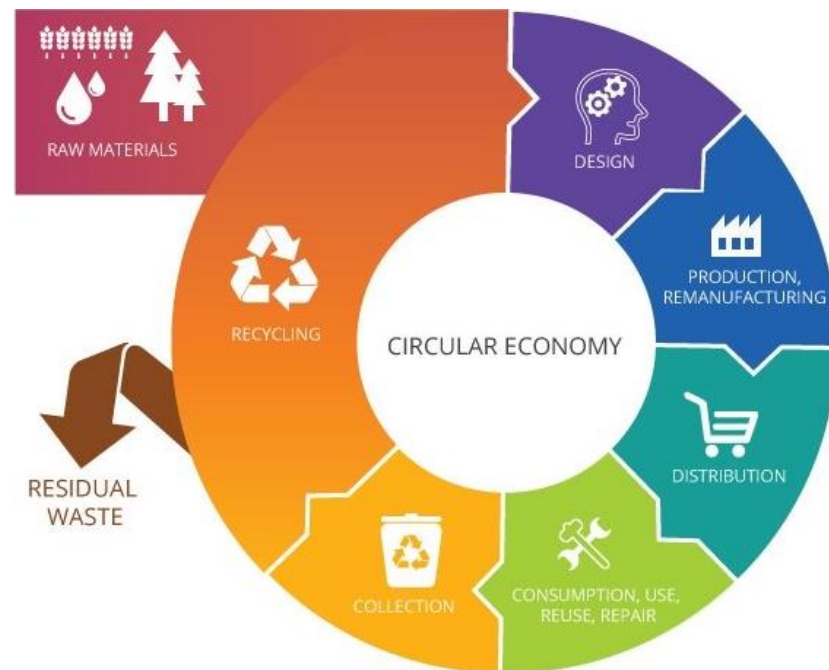 RAW MATERIALS
DESIGN
PRODUCTION,
REMANUFACTURING
RECYCLING
CIRCULAR ECONOMY
DISTRIBUTION
RESIDUAL
WASTE
CONSUMPTION, USE,
REUSE, REPAIR
COLLECTION